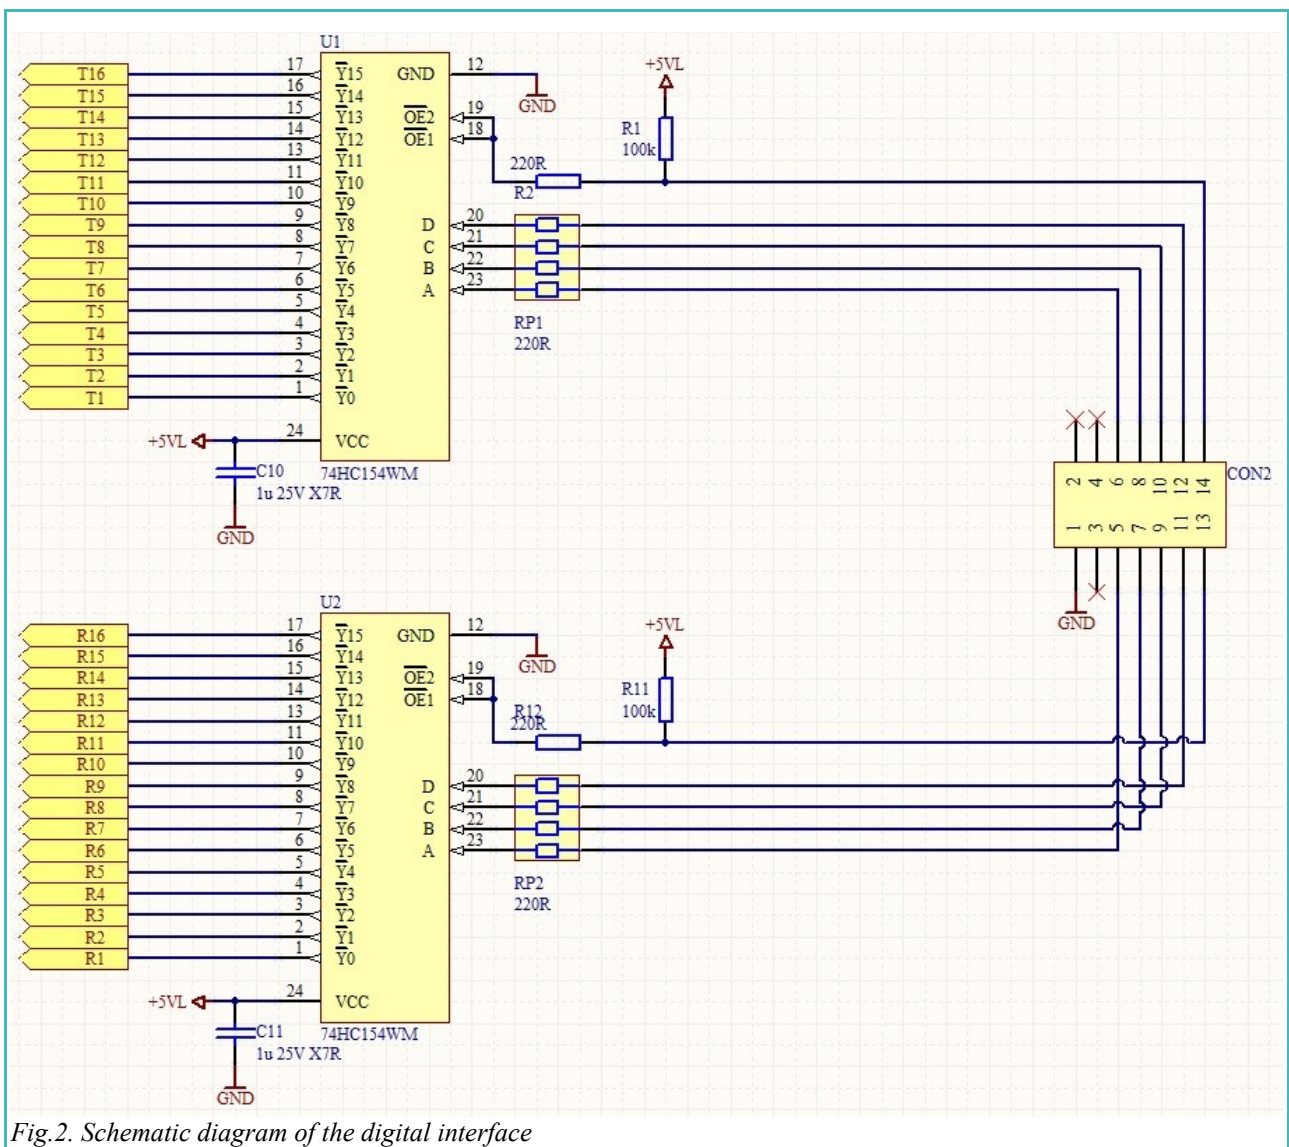 U1
T16 17 Y15 GND 12 +5VL
T15 16 Y14 GND
T14 15 Y13 OE2 19 R1
T13 14 Y12 OE1 18 100k
T12 13 Y11 220R
T11 11 Y10 R2
T10 10 Y9
T9 9 Y8 D 20
T8 8 Y7 C 21
T7 7 Y6 B 22
T6 6 Y5 A 23
T5 5 Y4 RP1
T4 4 Y3 220R
T3 3 Y2
T2 2 Y1
T1 1 Y0
+5VL 24 VCC
C10 74HC154WM
1u 25V X7R
GND
2 4 6 8 10 12 14 CON2
1 3 5 7 9 11 13
GND
U2
R16 17 Y15 GND 12 +5VL
R15 16 Y14 GND
R14 15 Y13 OE2 19 R11
R13 14 Y12 OE1 18 100k
R12 13 Y11 R12
R11 11 Y10 220R
R10 10 Y9
R9 9 Y8 D 20
R8 8 Y7 C 21
R7 7 Y6 B 22
R6 6 Y5 A 23
R5 5 Y4 RP2
R4 4 Y3 220R
R3 3 Y2
R2 2 Y1
R1 1 Y0
+5VL 24 VCC
C11 74HC154WM
1u 25V X7R
GND
Fig.2. Schematic diagram of the digital interface